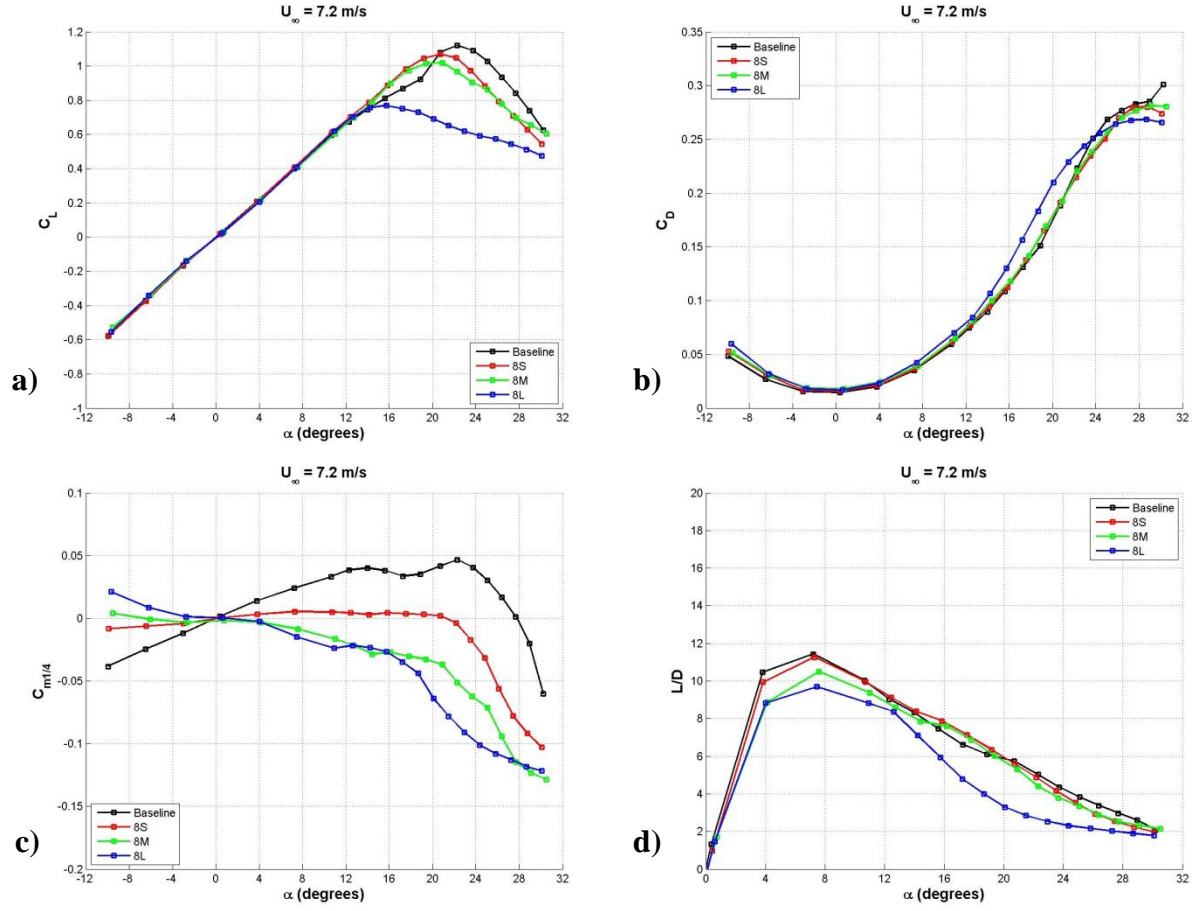 U∞ = 7.2 m/s
1.2
1
0.8
0.6
0.4
0.2
0
-0.2
-0.4
-0.6
-0.8
-1
C_L
-12 -8 -4 0 4 8 12 16 20 24 28 32
α (degrees)
Baseline
8S
8M
8L
a)
U∞ = 7.2 m/s
0.35
0.3
0.25
0.2
0.15
0.1
0.05
0
C_D
-12 -8 -4 0 4 8 12 16 20 24 28 32
α (degrees)
Baseline
8S
8M
8L
b)
U∞ = 7.2 m/s
0.1
0.05
0
-0.05
-0.1
-0.15
-0.2
C_m1/4
-12 -8 -4 0 4 8 12 16 20 24 28 32
α (degrees)
Baseline
8S
8M
8L
c)
U∞ = 7.2 m/s
20
18
16
14
12
10
8
6
4
2
0
L/D
0 4 8 12 16 20 24 28 32
α (degrees)
Baseline
8S
8M
8L
d)